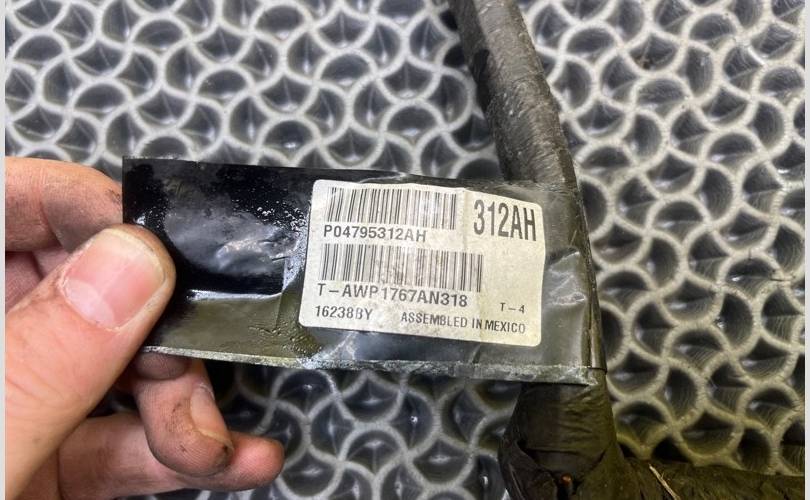 312AH
P04795312AH
T-AWP1767AN318
T-4
16238BY
ASSEMBLED IN MEXICO